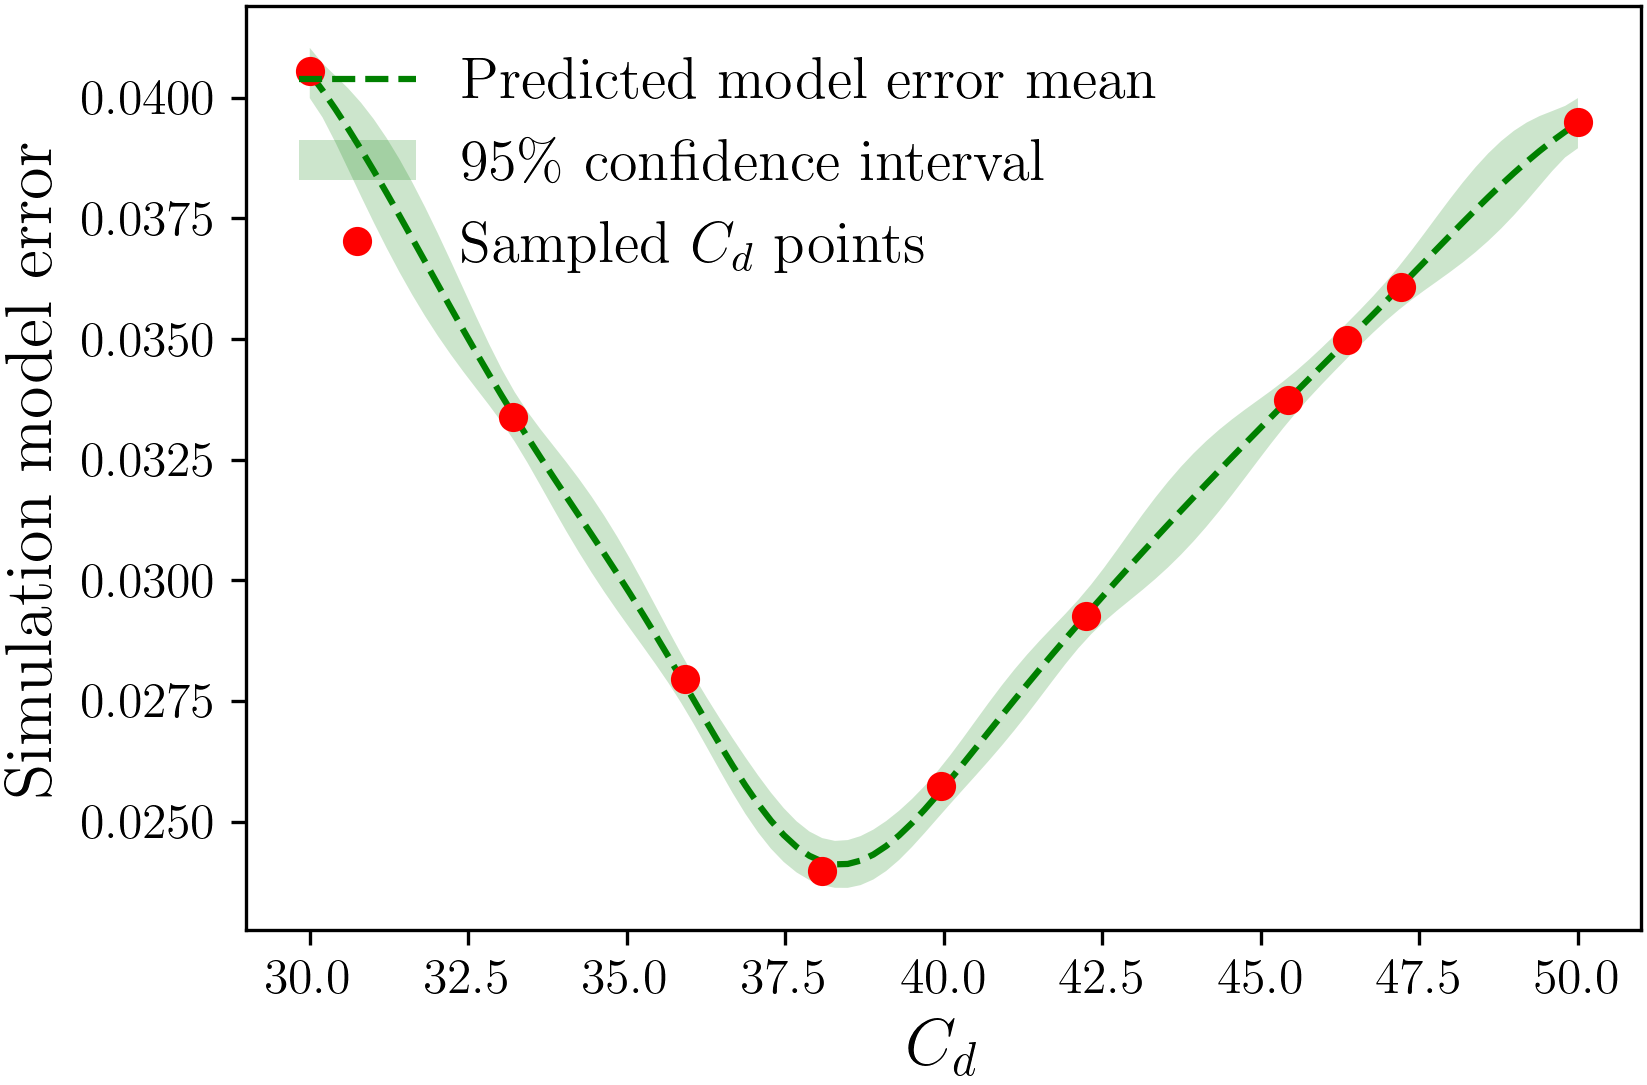 Predicted model error mean
95% confidence interval
Sampled C_d points
Simulation model error
0.0400
0.0375
0.0350
0.0325
0.0300
0.0275
0.0250
30.0 32.5 35.0 37.5 40.0 42.5 45.0 47.5 50.0
C_d